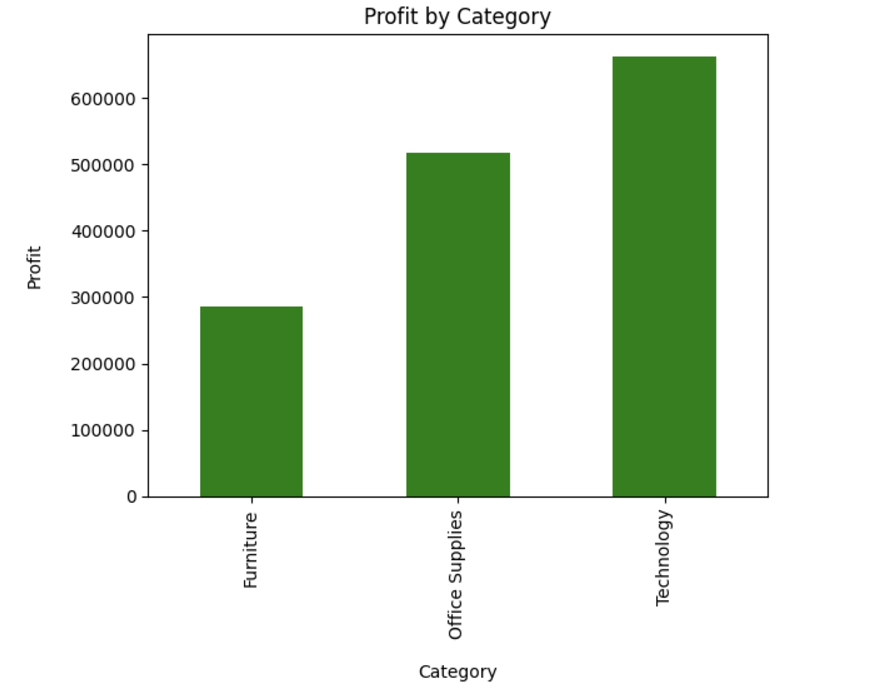 Profit by Category
600000
500000
400000
300000
200000
100000
0
Profit
Furniture
Office Supplies
Technology
Category